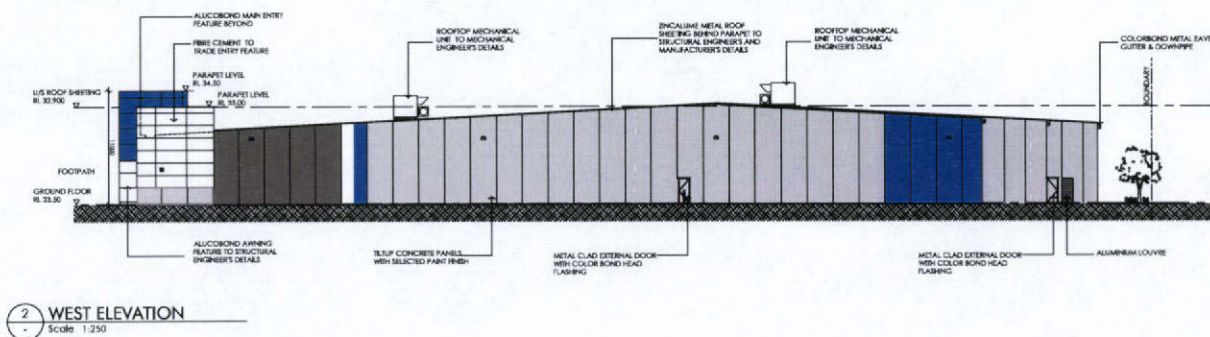 ALUCOBOND MAIN ENTRY
FEATURE BEYOND
FIBRE CEMENT TO
TRADE ENTRY FEATURE
PARAPET LEVEL
RL 34.50
U/S ROOF SHEETING
RL 32.900
PARAPET LEVEL
RL 33.00
ROOFTOP MECHANICAL
UNIT TO MECHANICAL
ENGINEER'S DETAILS
ZINCALUME METAL ROOF
SHEETING BEHIND PARAPET TO
STRUCTURAL ENGINEER'S AND
MANUFACTURER'S DETAILS
ROOFTOP MECHANICAL
UNIT TO MECHANICAL
ENGINEER'S DETAILS
COLORBOND METAL EAVE
GUTTER & DOWNPIPE
BOUNDARY
FOOTPATH
GROUND FLOOR
RL 23.50
ALUCOBOND AWNING
FEATURE TO STRUCTURAL
ENGINEER'S DETAILS
TILTUP CONCRETE PANELS
WITH SELECTED PAINT FINISH
METAL CLAD EXTERNAL DOOR
WITH COLOR BOND HEAD
FLASHING
METAL CLAD EXTERNAL DOOR
WITH COLOR BOND HEAD
FLASHING
ALUMINIUM LOUVRE
2
-
WEST ELEVATION
Scale 1:250